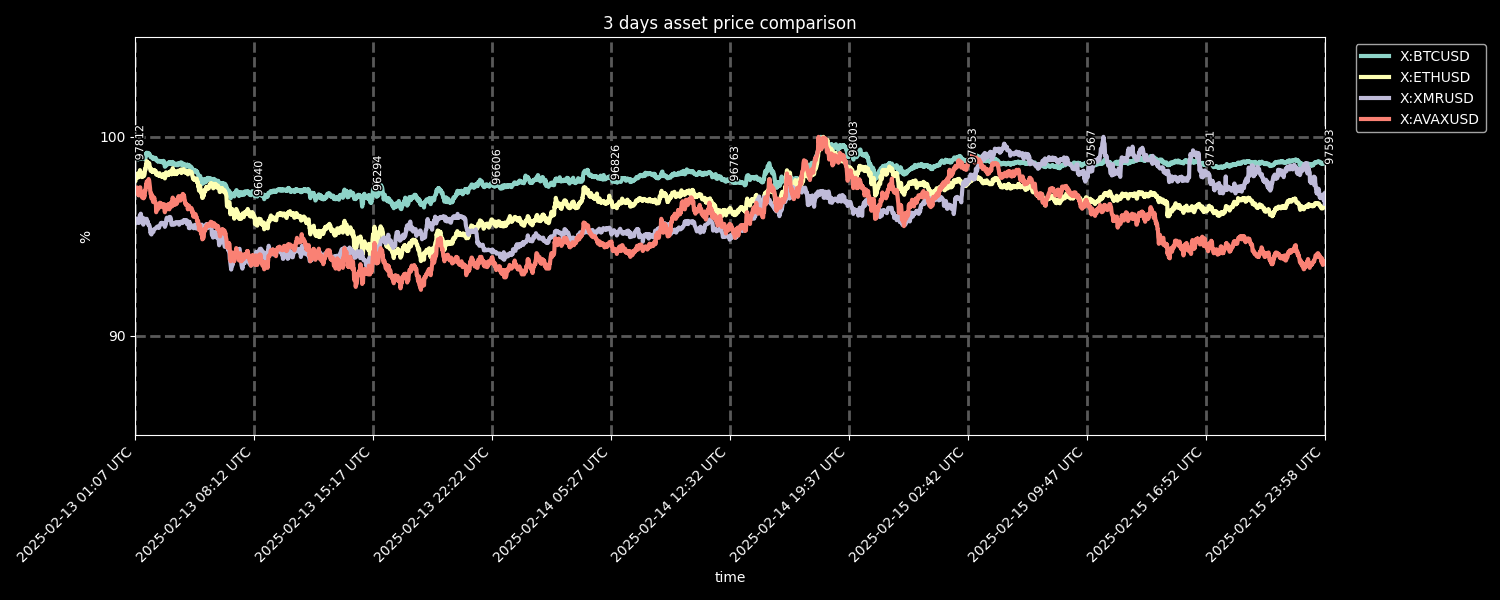 3 days asset price comparison
X:BTCUSD
X:ETHUSD
X:XMRUSD
X:AVAXUSD
100
90
%
97812
96040
96294
96606
96826
96763
98003
97653
97567
97521
97593
2025-02-13 01:07 UTC
2025-02-13 08:12 UTC
2025-02-13 15:17 UTC
2025-02-13 22:22 UTC
2025-02-14 05:27 UTC
2025-02-14 12:32 UTC
2025-02-14 19:37 UTC
2025-02-15 02:42 UTC
2025-02-15 09:47 UTC
2025-02-15 16:52 UTC
2025-02-15 23:58 UTC
time